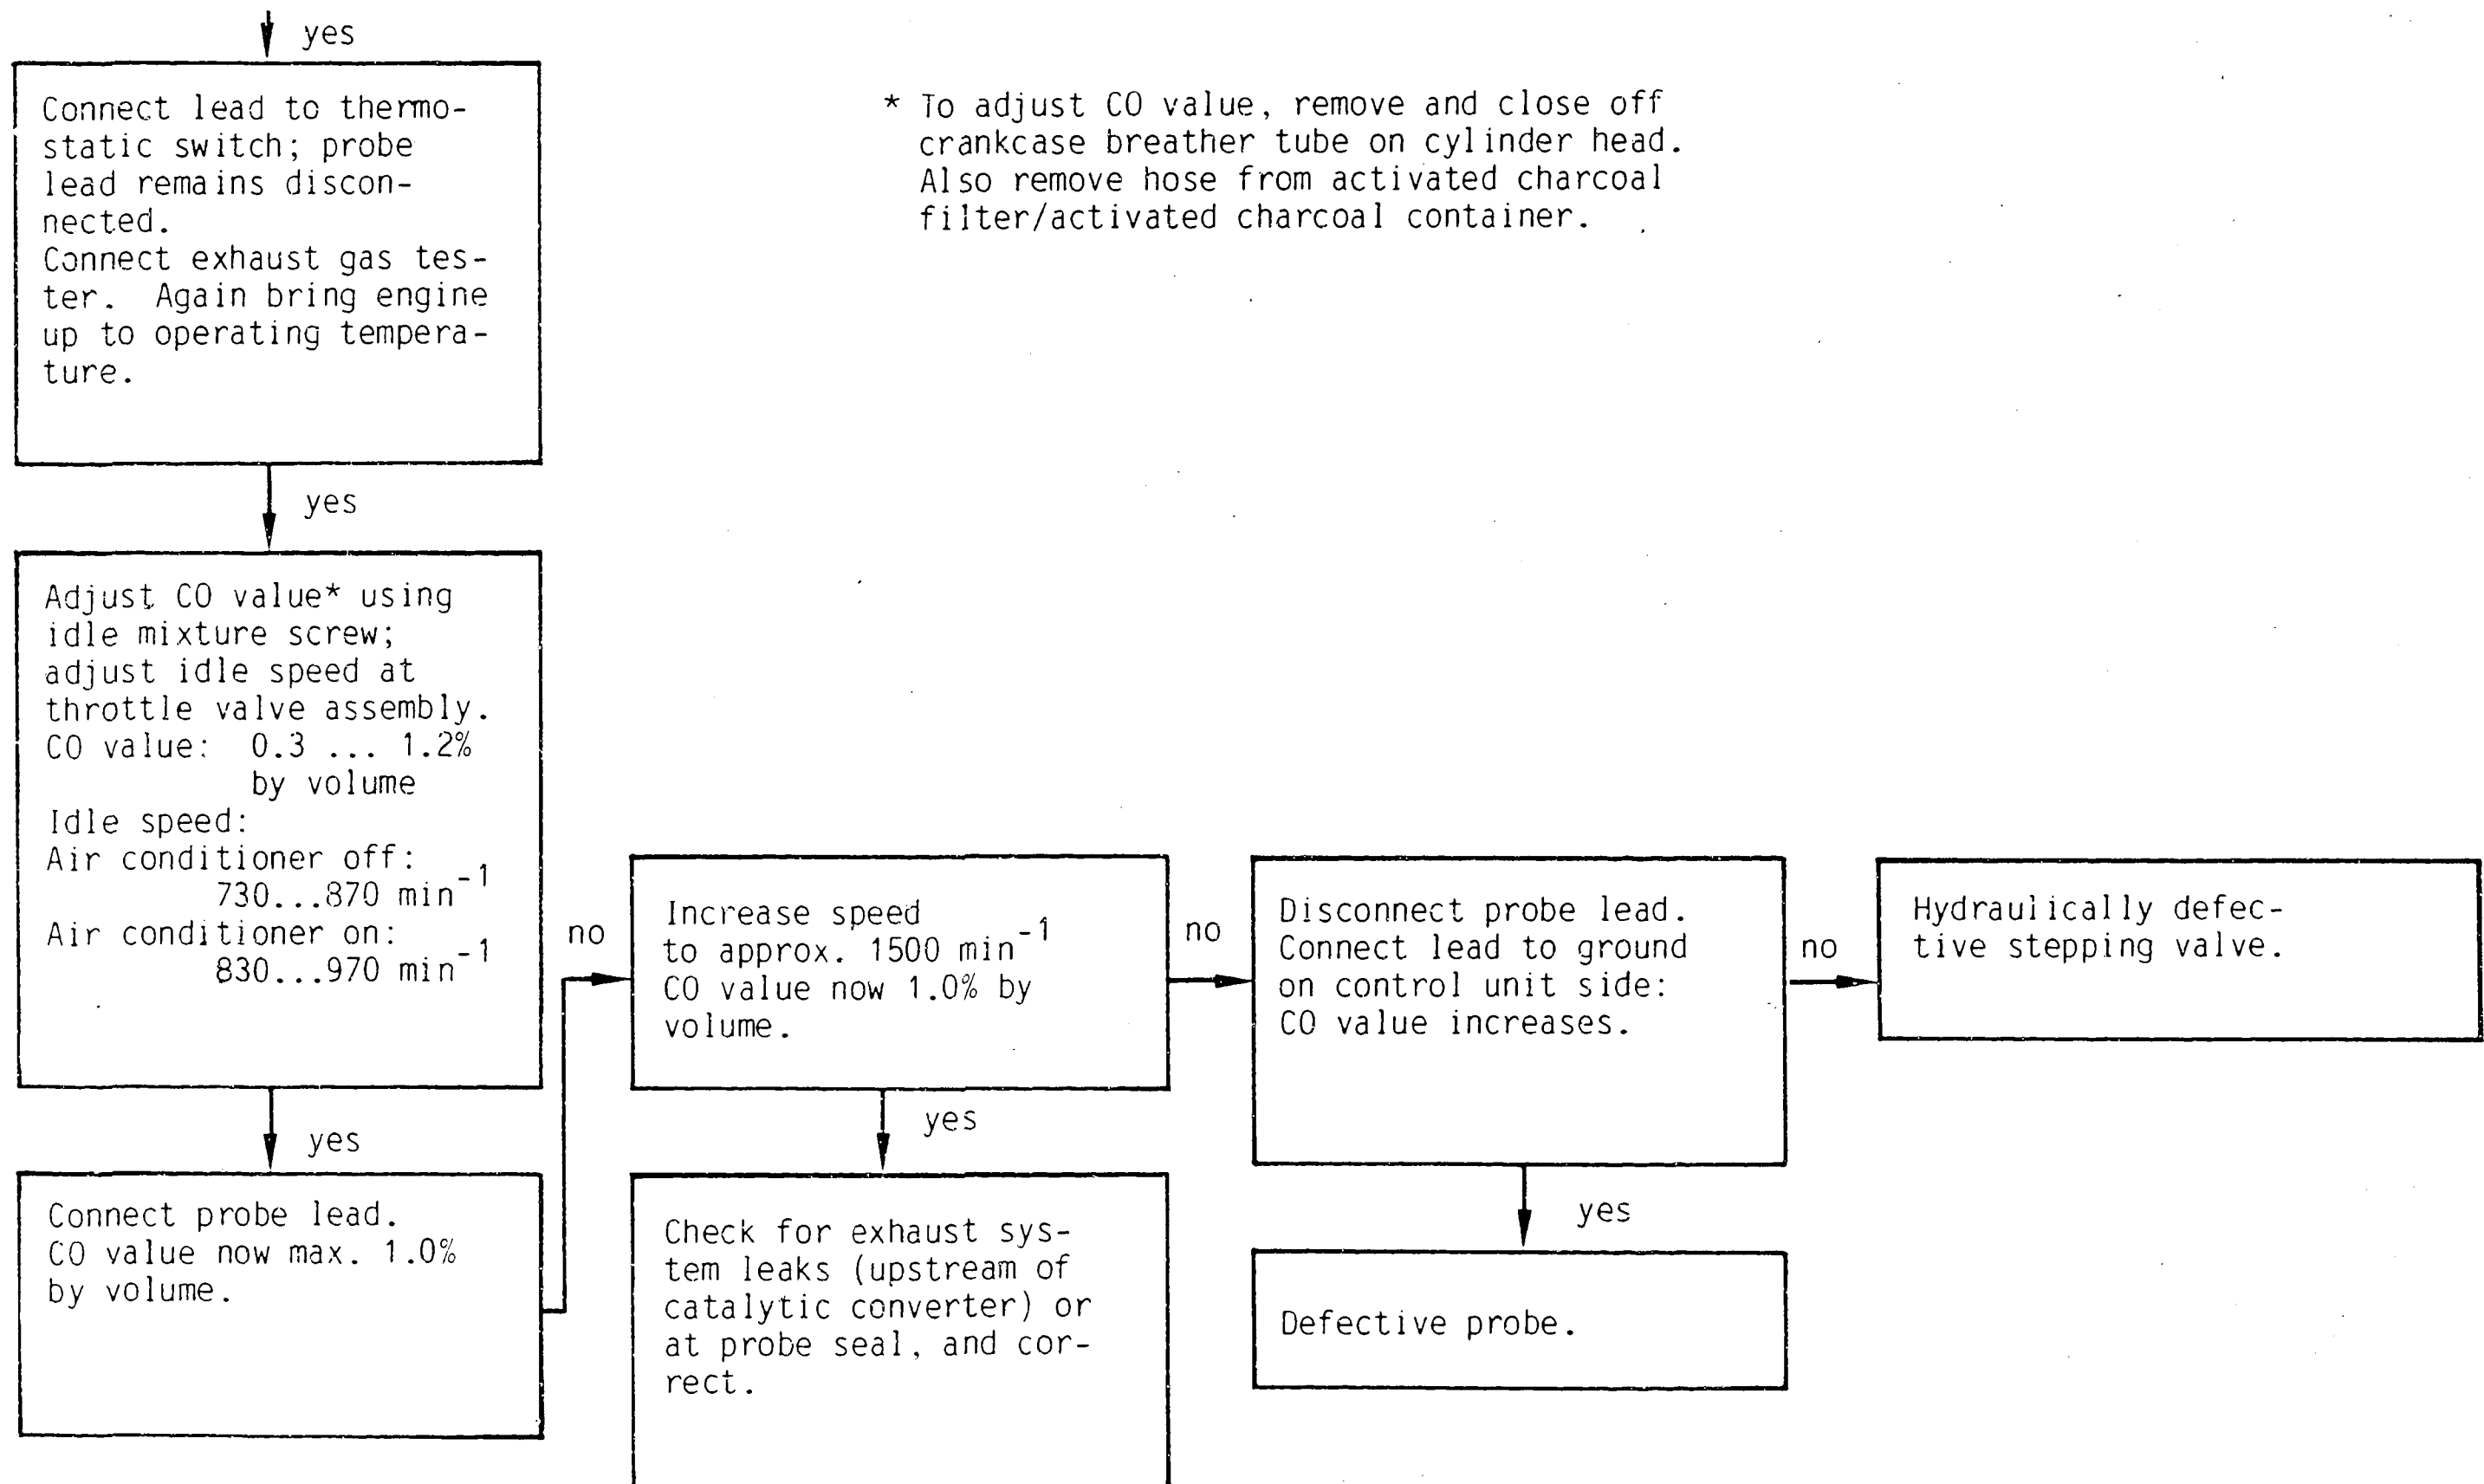 yes
Connect lead to thermo-
static switch; probe
lead remains discon-
nected.
Connect exhaust gas tes-
ter. Again bring engine
up to operating tempera-
ture.
* To adjust CO value, remove and close off
crankcase breather tube on cylinder head.
Also remove hose from activated charcoal
filter/activated charcoal container.
yes
Adjust CO value* using
idle mixture screw;
adjust idle speed at
throttle valve assembly.
CO value: 0.3 ... 1.2%
by volume
Idle speed:
Air conditioner off:
730...870 min⁻¹
Air conditioner on:
830...970 min⁻¹
yes
Connect probe lead.
CO value now max. 1.0%
by volume.
no
Increase speed
to approx. 1500 min⁻¹
CO value now 1.0% by
volume.
yes
Check for exhaust sys-
tem leaks (upstream of
catalytic converter) or
at probe seal, and cor-
rect.
no
Disconnect probe lead.
Connect lead to ground
on control unit side:
CO value increases.
yes
Defective probe.
no
Hydraulically defec-
tive stepping valve.